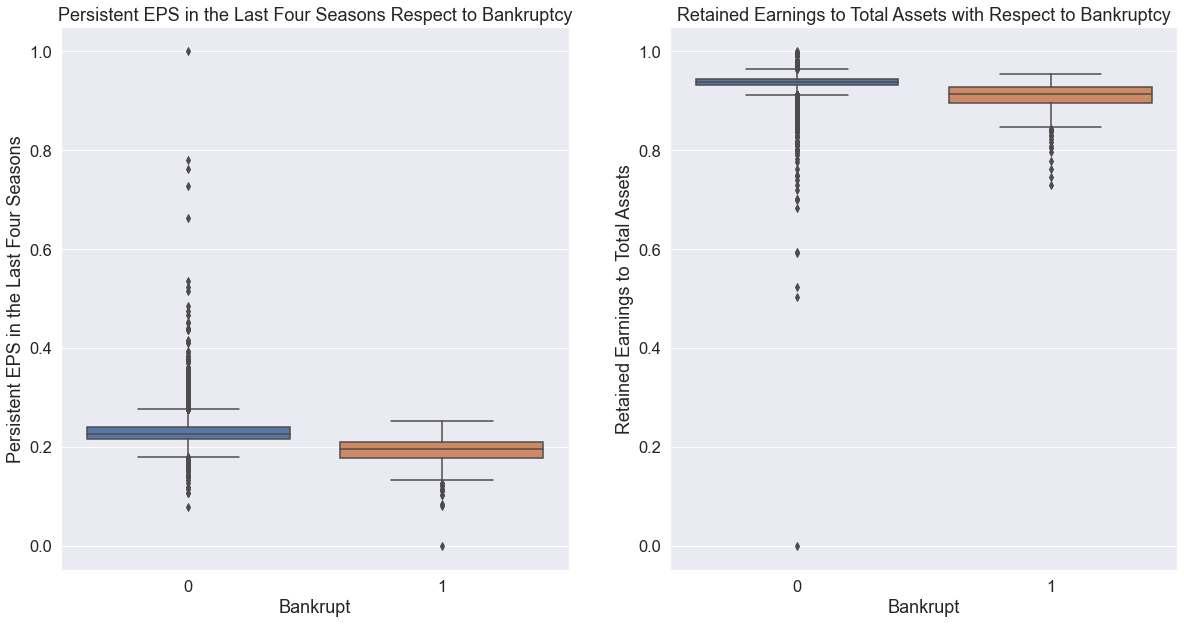 Persistent EPS in the Last Four Seasons Respect to Bankruptcy
Persistent EPS in the Last Four Seasons
1.0
0.8
0.6
0.4
0.2
0.0
0
1
Bankrupt
Retained Earnings to Total Assets with Respect to Bankruptcy
Retained Earnings to Total Assets
1.0
0.8
0.6
0.4
0.2
0.0
0
1
Bankrupt